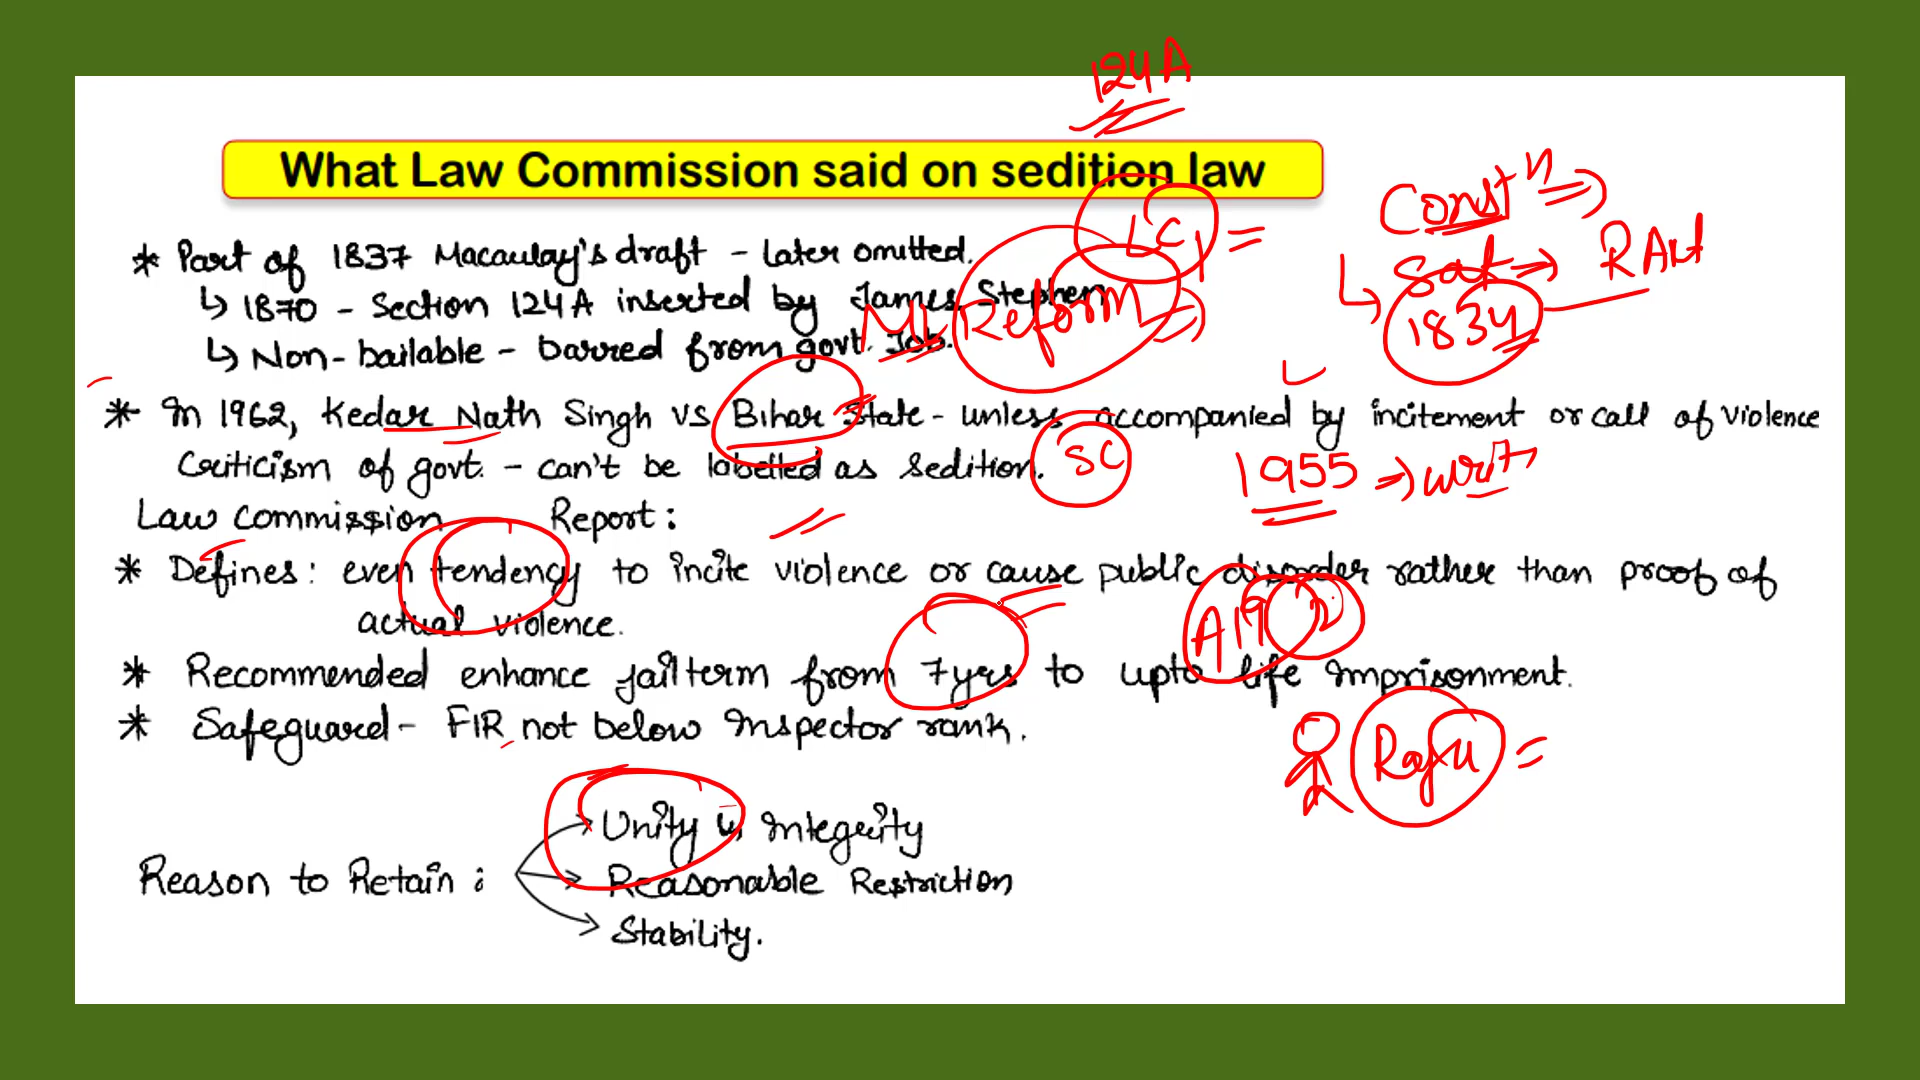 124A
What Law Commission said on sedition law
Constn ⇒
LC =
* Part of 1837 Macaulay's draft - Later omitted.
↳ Sat → RAct
↳ 1870 - Section 124A inserted by James Stephen
Reform ⇒
1834
↳ Non-bailable - barred from govt. Job.
* In 1962, Kedar Nath Singh vs Bihar State - unless accompanied by incitement or call of violence
Criticism of govt. - can't be labelled as Sedition.
SC
1955 ⇒ writ
Law Commission Report:
* Defines: even tendency to incite violence or cause public disorder rather than proof of
actual violence.
A19
* Recommended enhance jail term from 7yrs to upto life imprisonment.
* Safeguard - FIR not below Inspector rank.
Raju =
Unity & Integrity
Reason to Retain:
Reasonable Restriction
Stability.